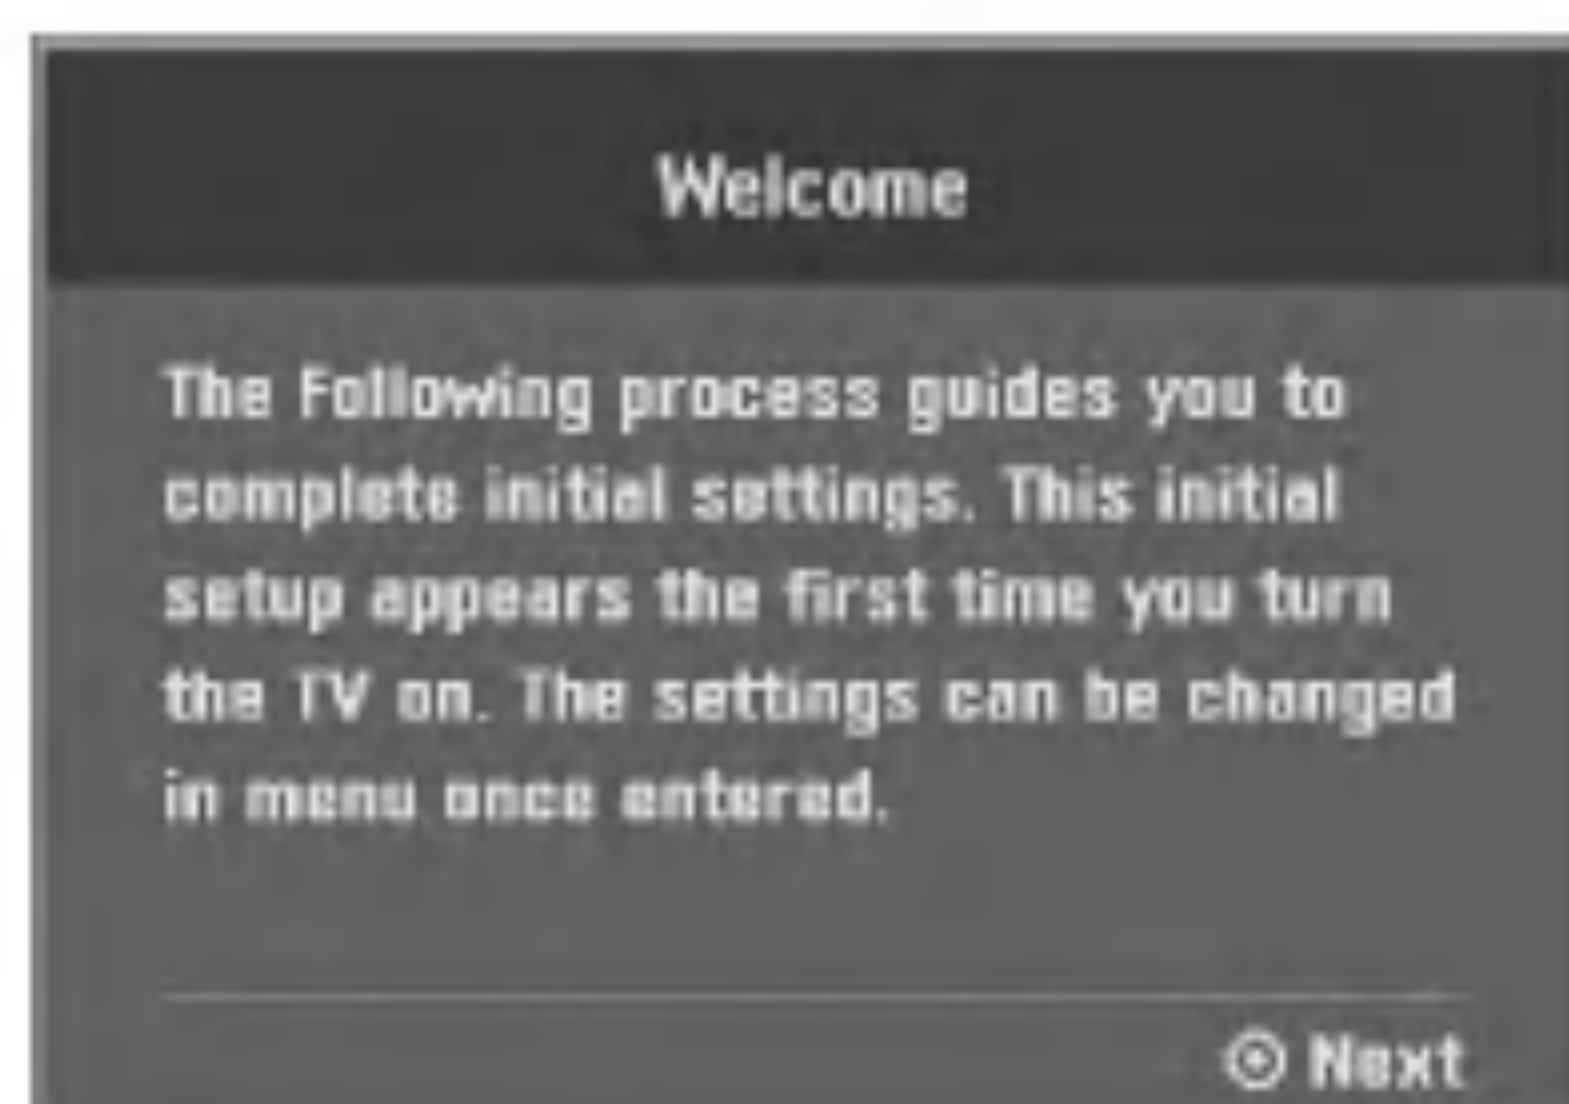 Welcome
The Following process guides you to
complete initial settings. This initial
setup appears the first time you turn
the TV on. The settings can be changed
in menu once entered.
Next